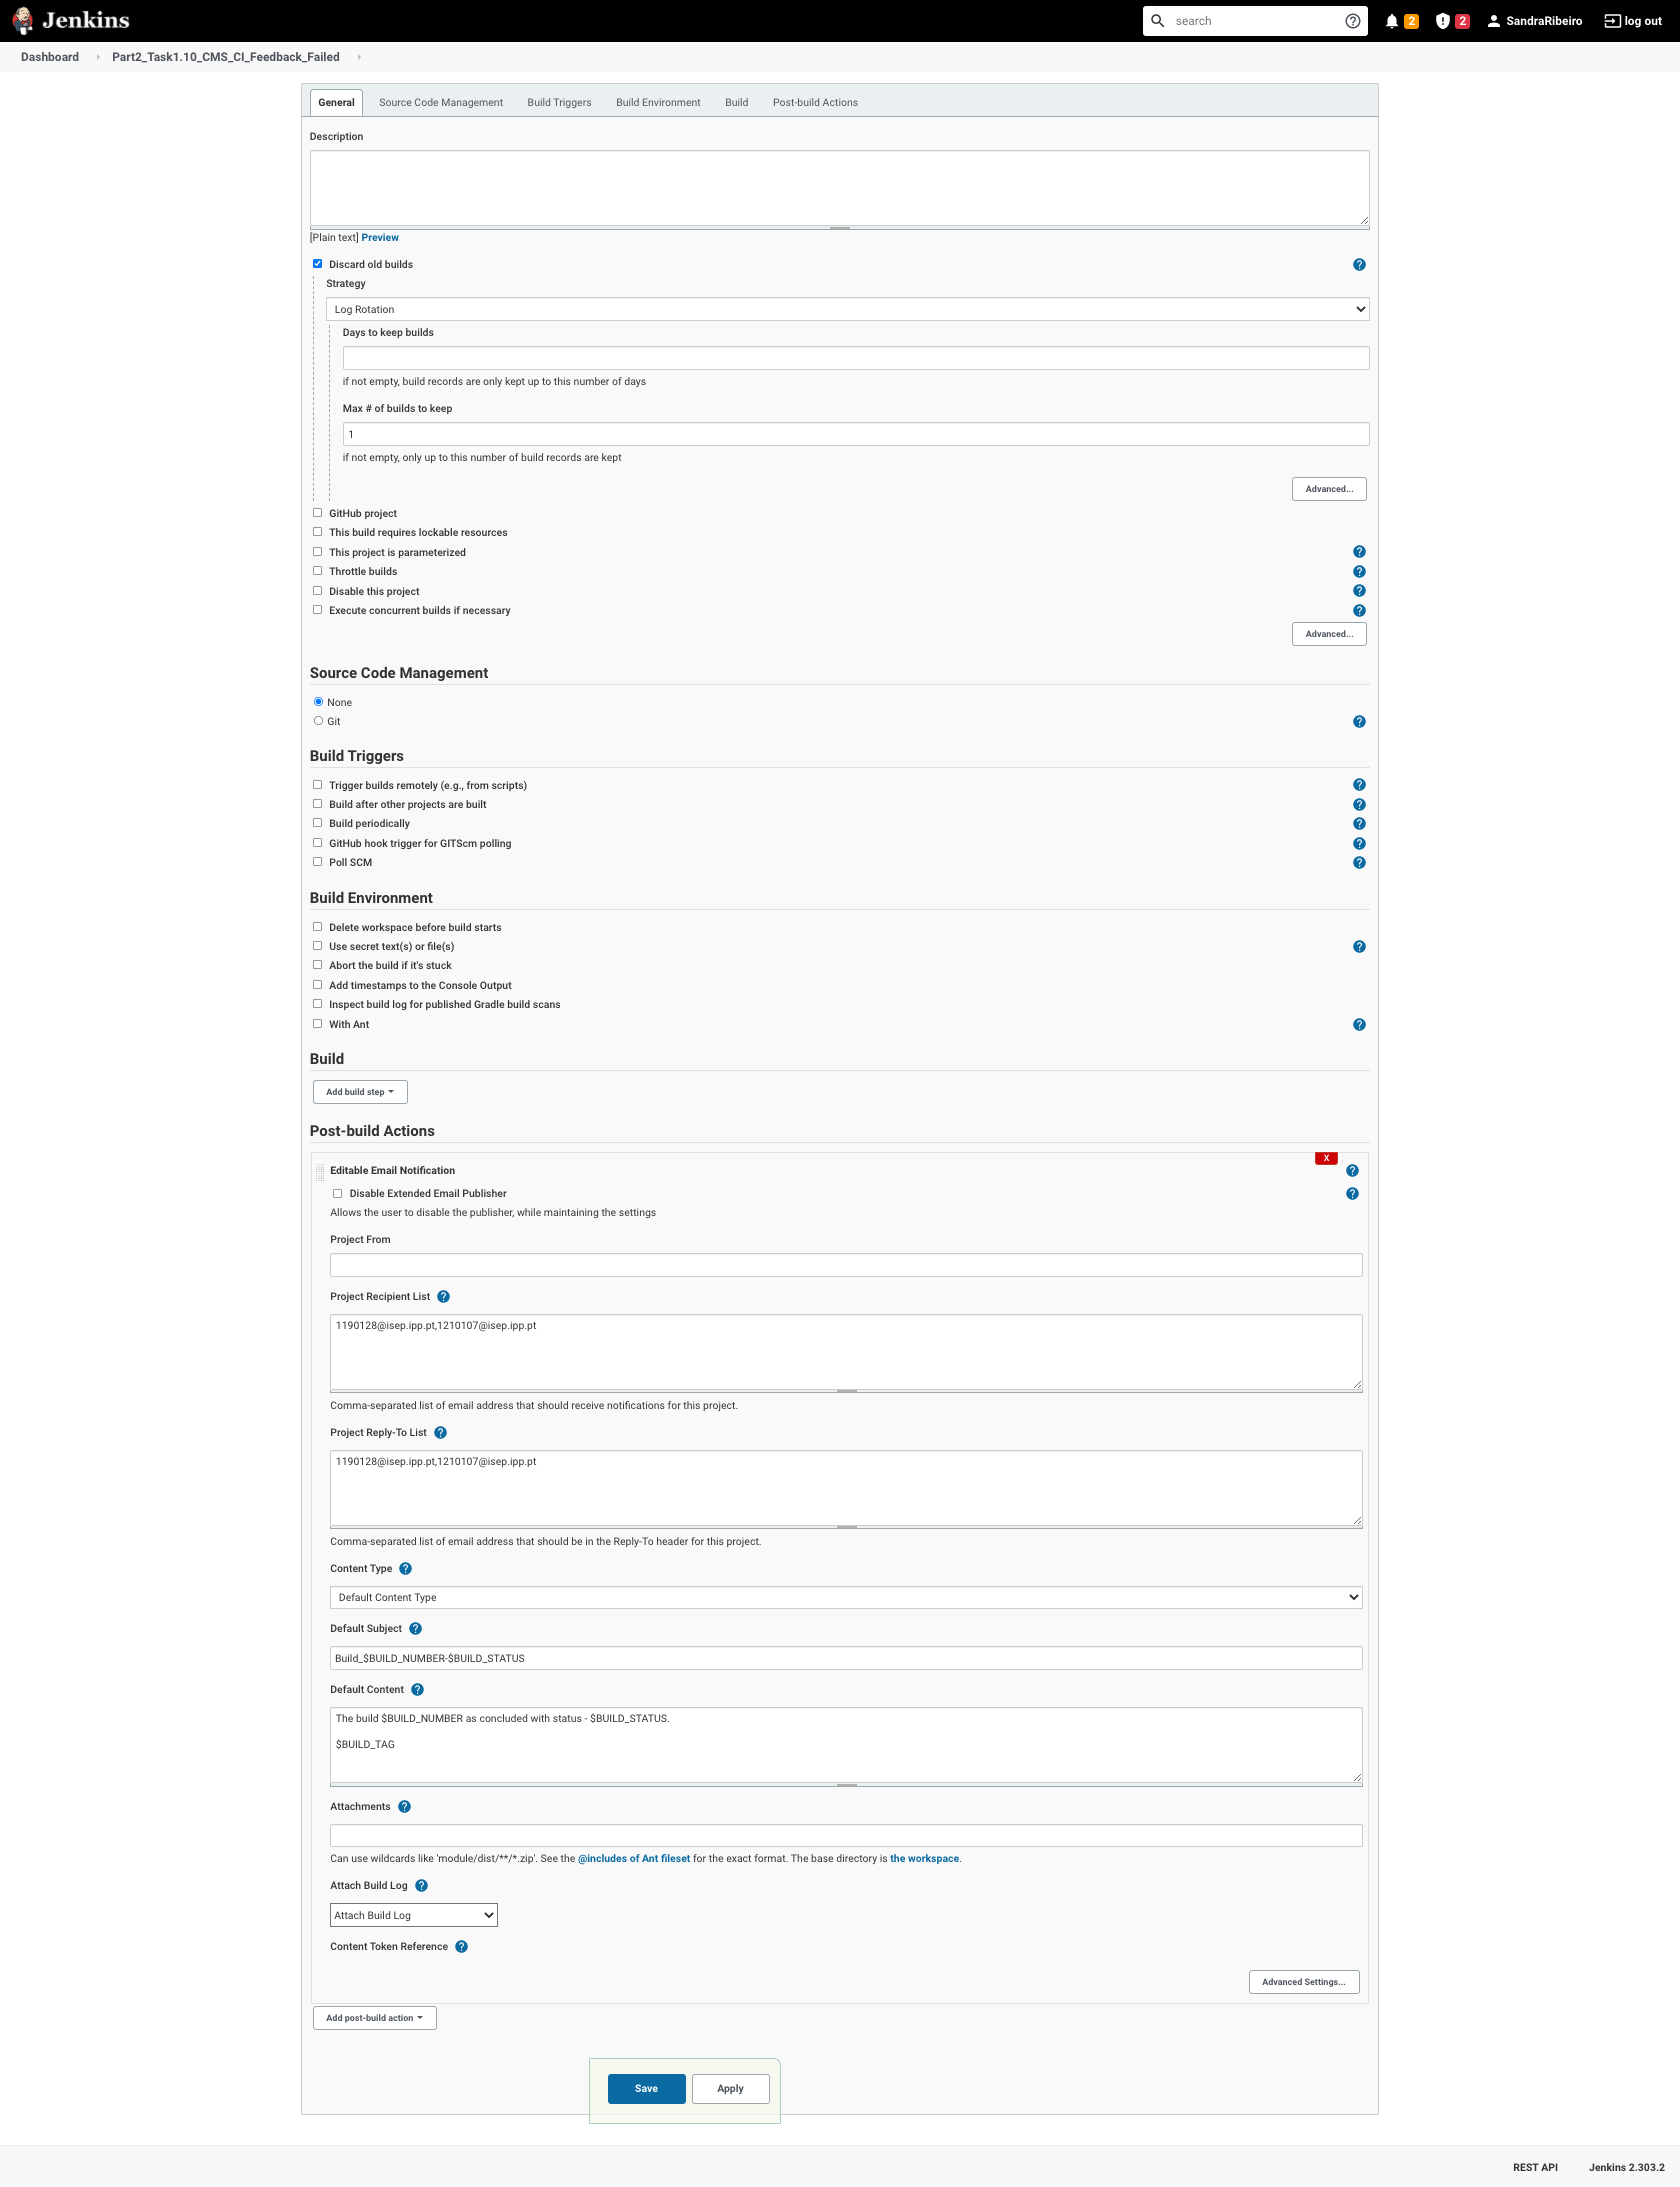 Jenkins
search
2
2
SandraRibeiro
log out
Dashboard
Part2_Task1.10_CMS_CI_Feedback_Failed
General
Source Code Management
Build Triggers
Build Environment
Build
Post-build Actions
Description
[Plain text] Preview
Discard old builds
Strategy
Log Rotation
Days to keep builds
if not empty, build records are only kept up to this number of days
Max # of builds to keep
1
if not empty, only up to this number of build records are kept
Advanced...
GitHub project
This build requires lockable resources
This project is parameterized
Throttle builds
Disable this project
Execute concurrent builds if necessary
Advanced...
Source Code Management
None
Git
Build Triggers
Trigger builds remotely (e.g., from scripts)
Build after other projects are built
Build periodically
GitHub hook trigger for GITScm polling
Poll SCM
Build Environment
Delete workspace before build starts
Use secret text(s) or file(s)
Abort the build if it's stuck
Add timestamps to the Console Output
Inspect build log for published Gradle build scans
With Ant
Build
Add build step
Post-build Actions
X
Editable Email Notification
Disable Extended Email Publisher
Allows the user to disable the publisher, while maintaining the settings
Project From
Project Recipient List
1190128@isep.ipp.pt,1210107@isep.ipp.pt
Comma-separated list of email address that should receive notifications for this project.
Project Reply-To List
1190128@isep.ipp.pt,1210107@isep.ipp.pt
Comma-separated list of email address that should be in the Reply-To header for this project.
Content Type
Default Content Type
Default Subject
Build_$BUILD_NUMBER-$BUILD_STATUS
Default Content
The build $BUILD_NUMBER as concluded with status - $BUILD_STATUS.
$BUILD_TAG
Attachments
Can use wildcards like 'module/dist/**/*.zip'. See the @includes of Ant fileset for the exact format. The base directory is the workspace.
Attach Build Log
Attach Build Log
Content Token Reference
Advanced Settings...
Add post-build action
Save
Apply
REST API
Jenkins 2.303.2